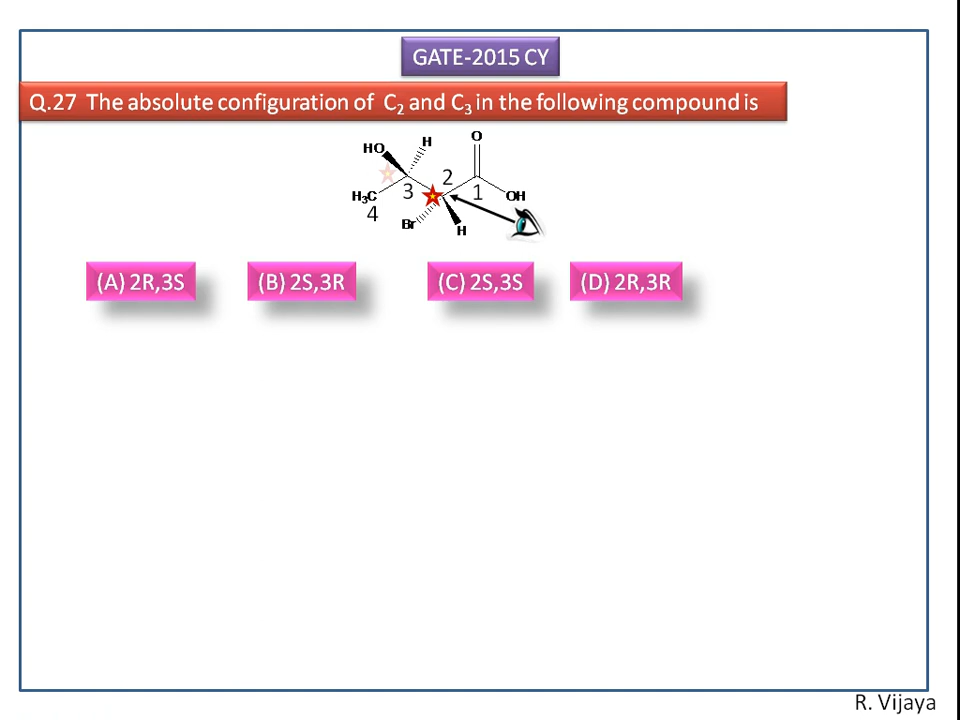 GATE-2015 CY
Q.27 The absolute configuration of C₂ and C₃ in the following compound is
O
HO H
2
H₃C 3 1 OH
4
Br H
(A) 2R,3S (B) 2S,3R (C) 2S,3S (D) 2R,3R
R. Vijaya